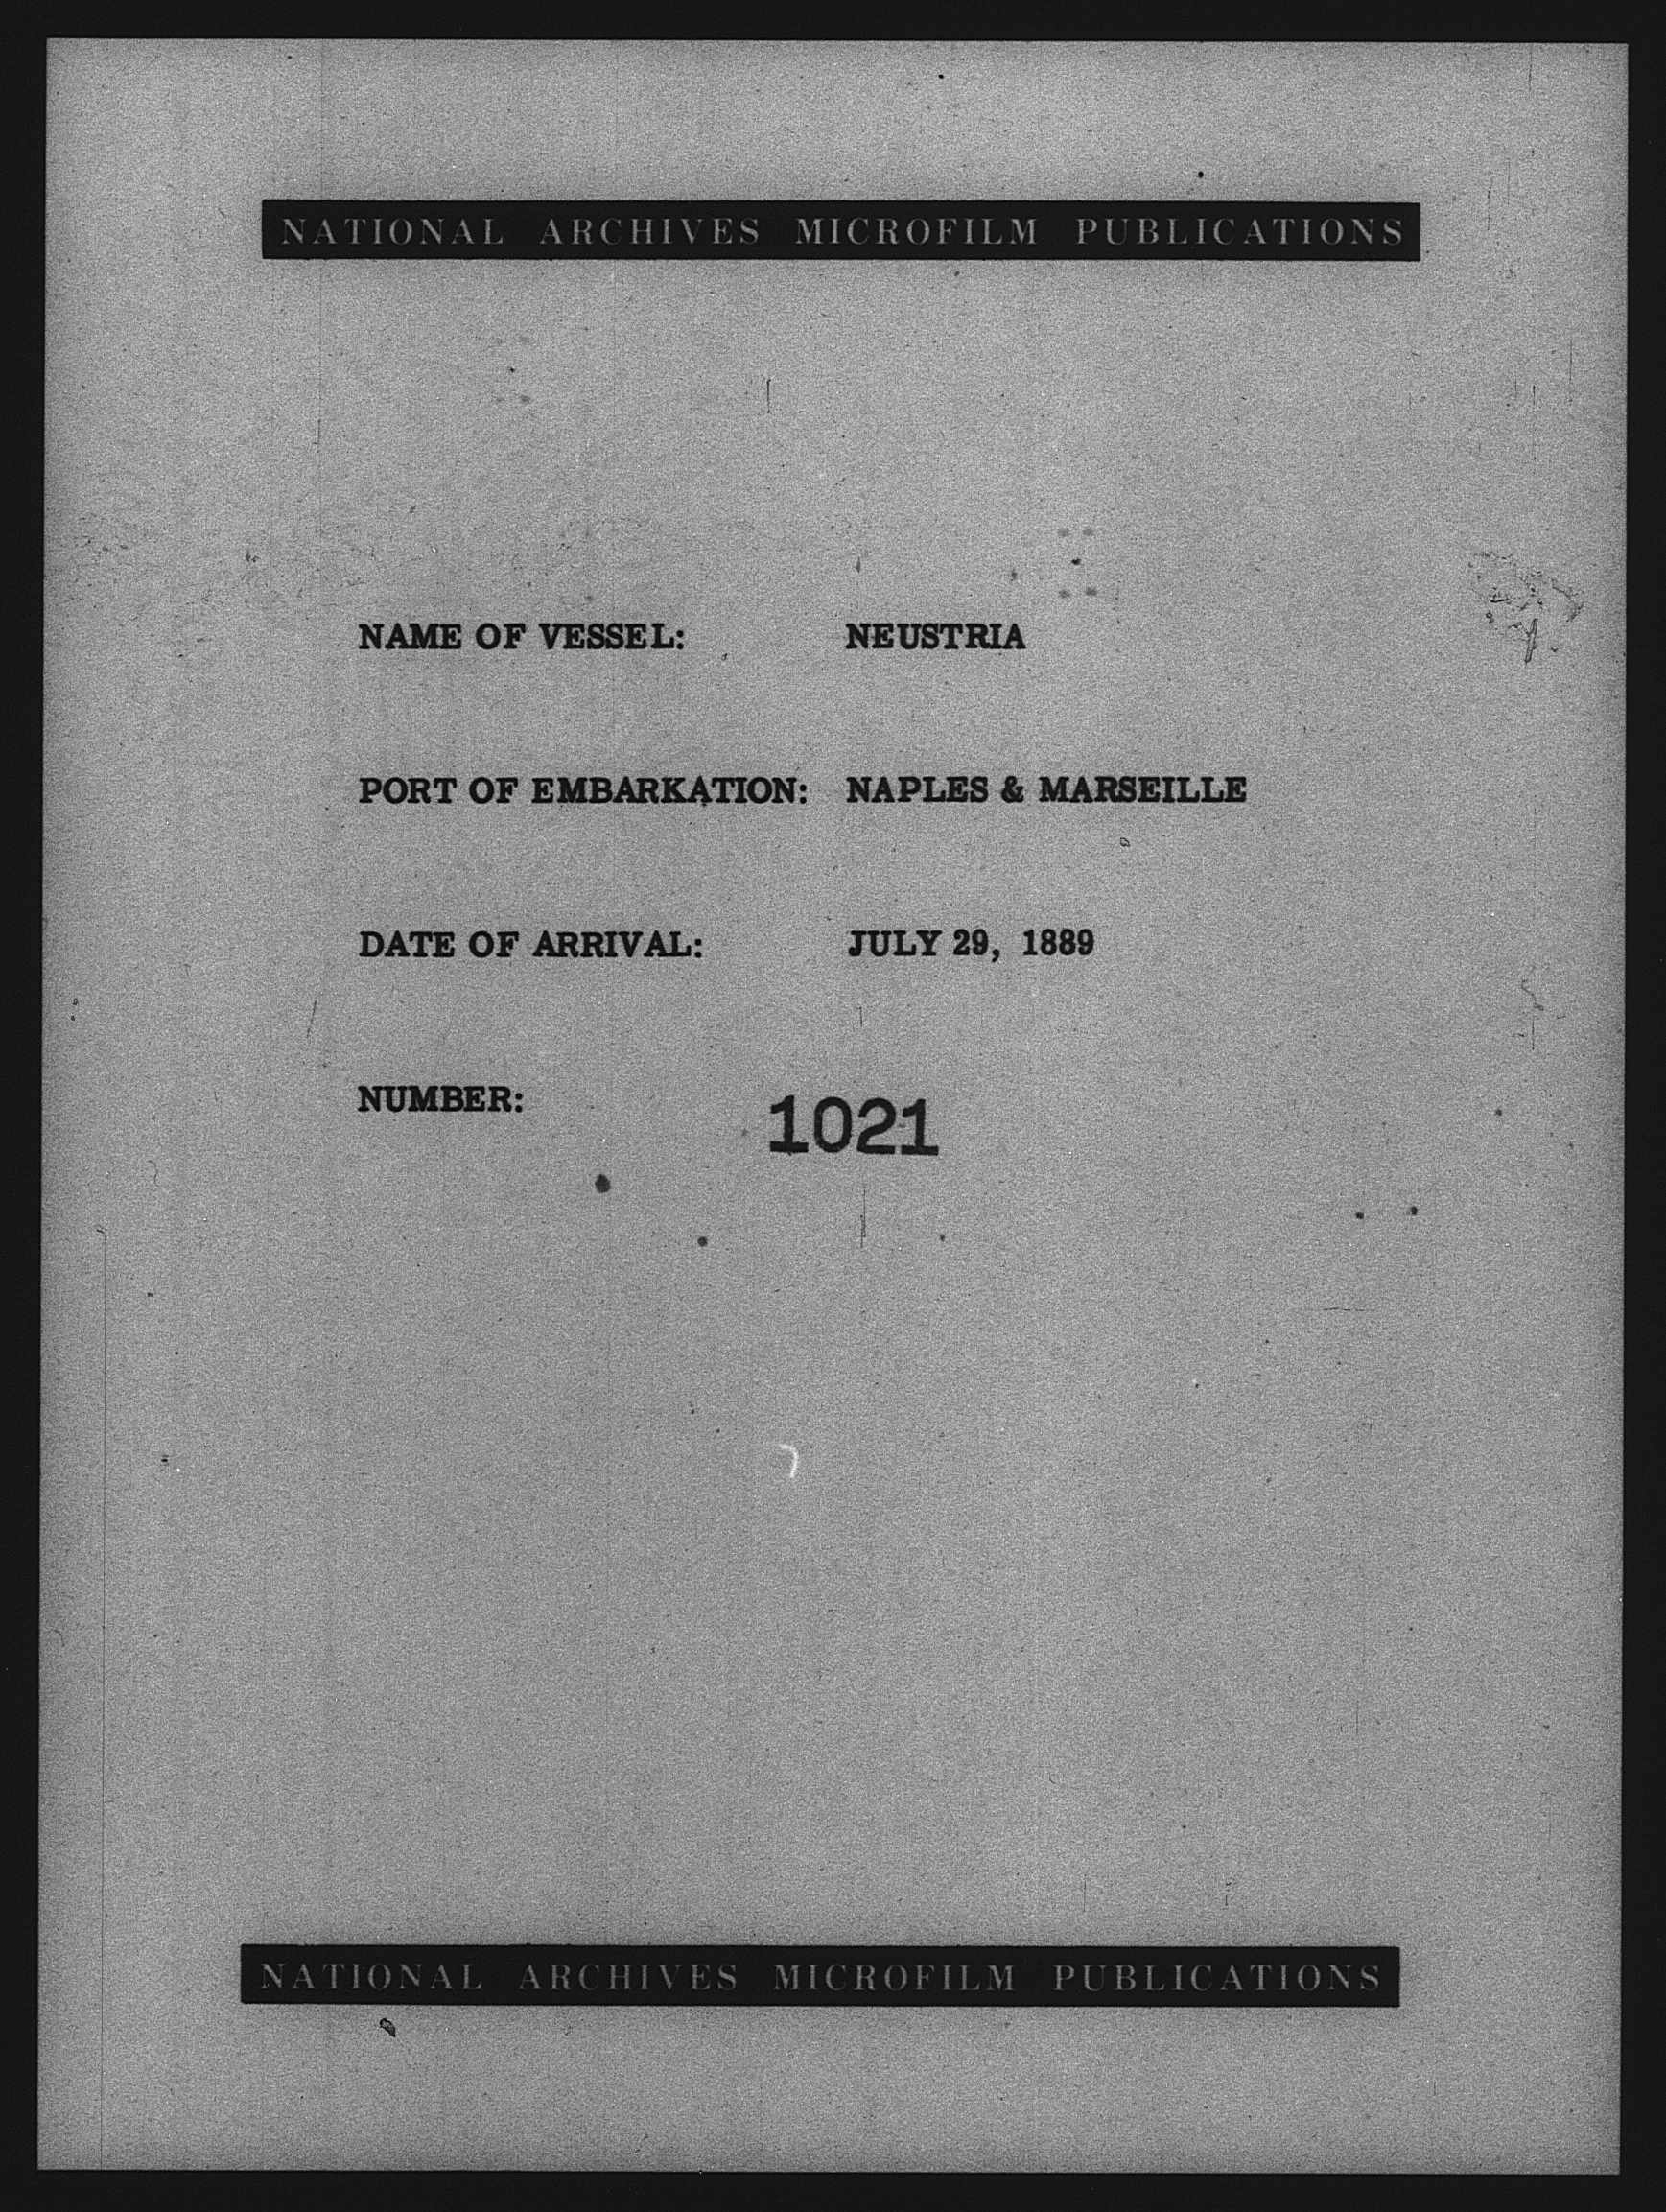 NATIONAL ARCHIVES MICROFILM PUBLICATIONS
NAME OF VESSEL: NEUSTRIA
PORT OF EMBARKATION: NAPLES & MARSEILLE
DATE OF ARRIVAL: JULY 29, 1889
NUMBER: 1021
NATIONAL ARCHIVES MICROFILM PUBLICATIONS